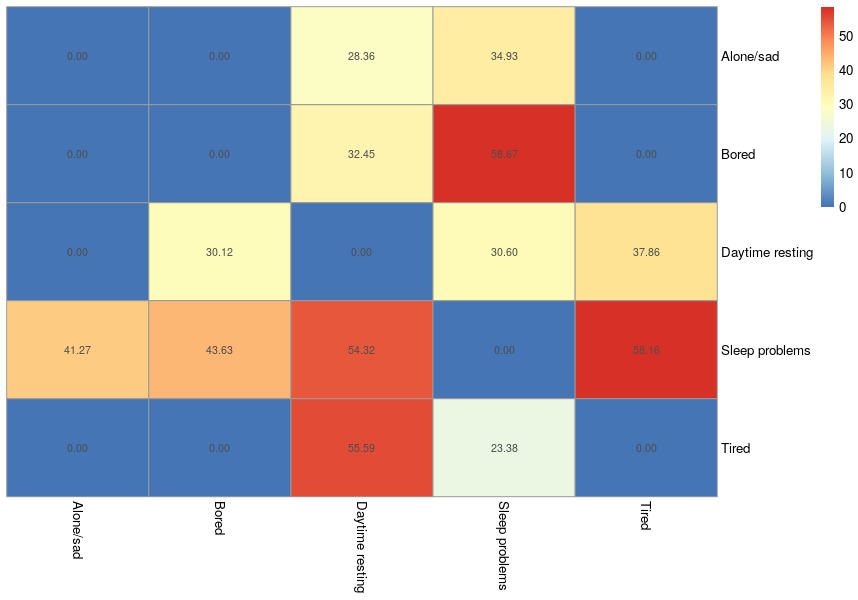 0.00 0.00 28.36 34.93 0.00 Alone/sad
0.00 0.00 32.45 56.67 0.00 Bored
0.00 30.12 0.00 30.60 37.86 Daytime resting
41.27 43.63 54.32 0.00 58.16 Sleep problems
0.00 0.00 55.59 23.38 0.00 Tired
Alone/sad Bored Daytime resting Sleep problems Tired
50
40
30
20
10
0